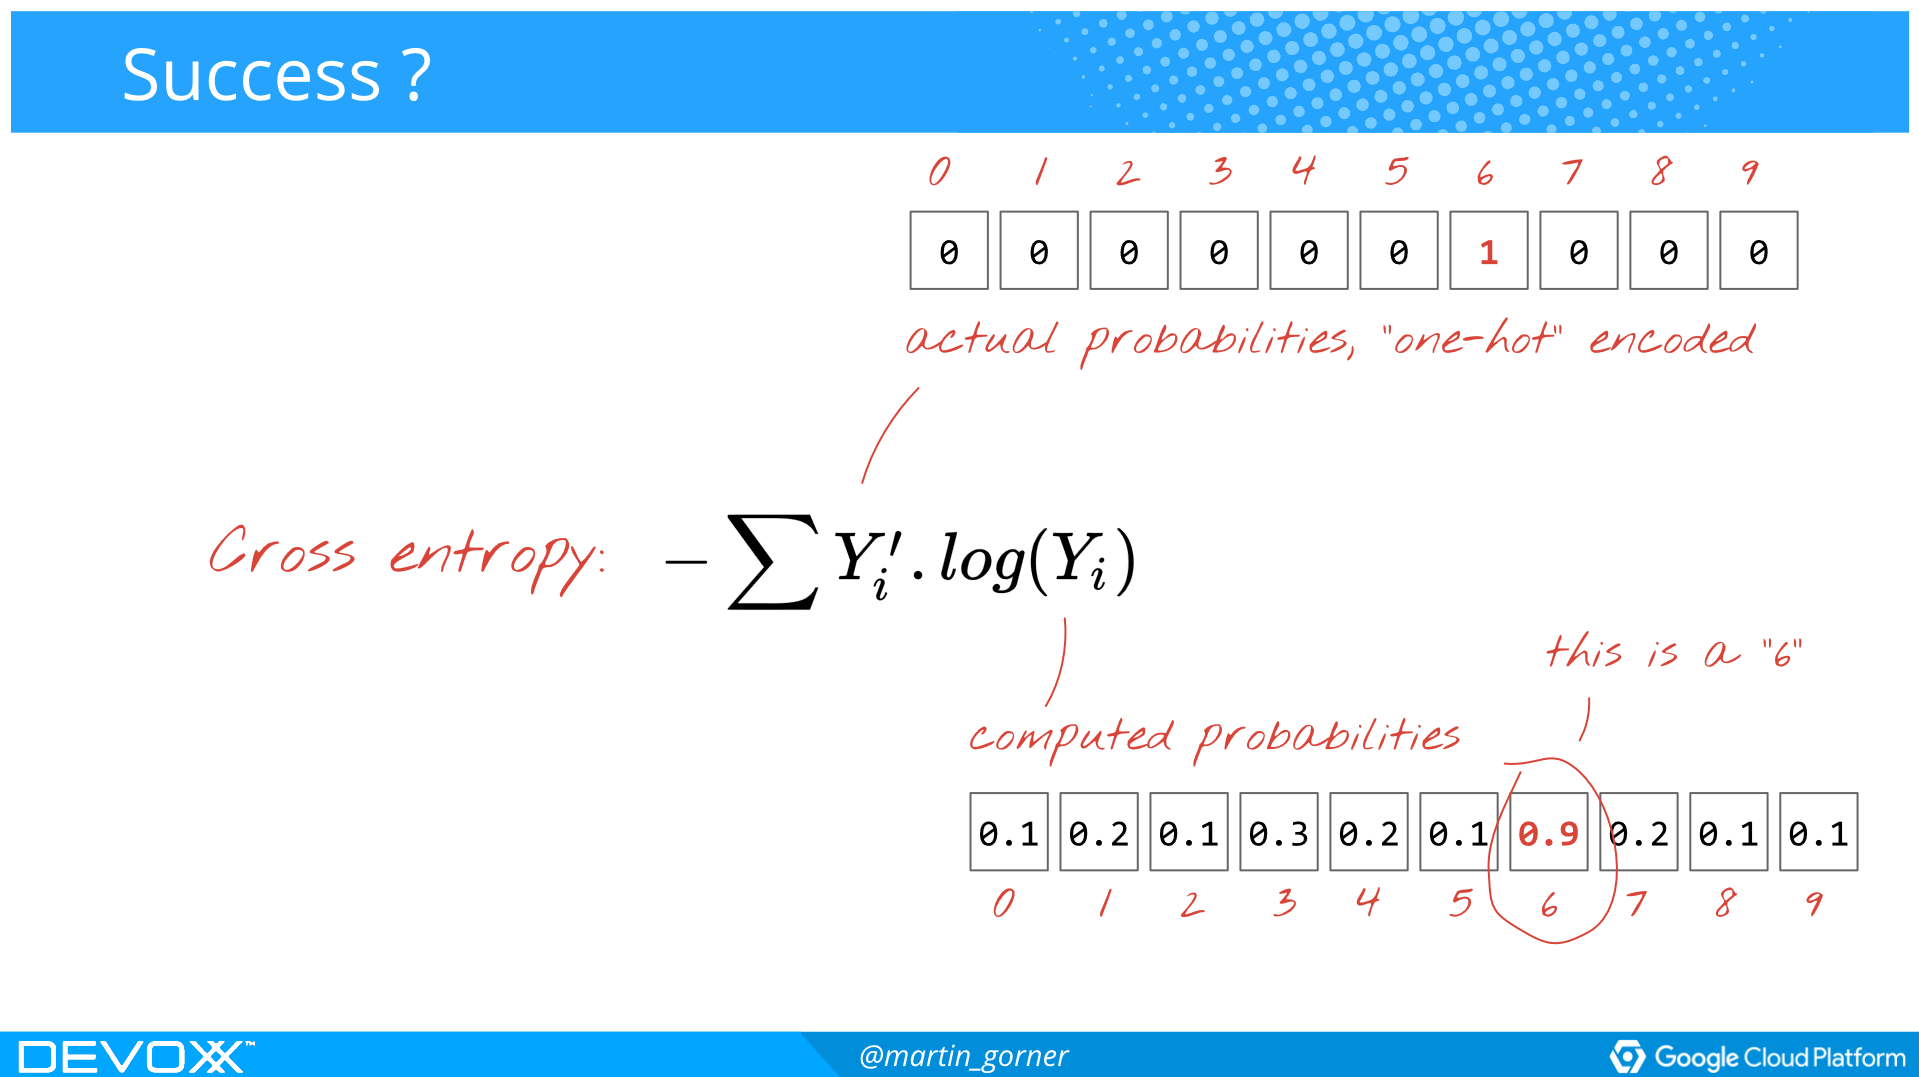 Success ?
0 1 2 3 4 5 6 7 8 9
0 0 0 0 0 0 1 0 0 0
actual probabilities, "one-hot" encoded
Cross entropy: −∑Y′ᵢ.log(Yᵢ)
this is a "6"
computed probabilities
0.1 0.2 0.1 0.3 0.2 0.1 0.9 0.2 0.1 0.1
0 1 2 3 4 5 6 7 8 9
DEVOXX™ @martin_gorner Google Cloud Platform